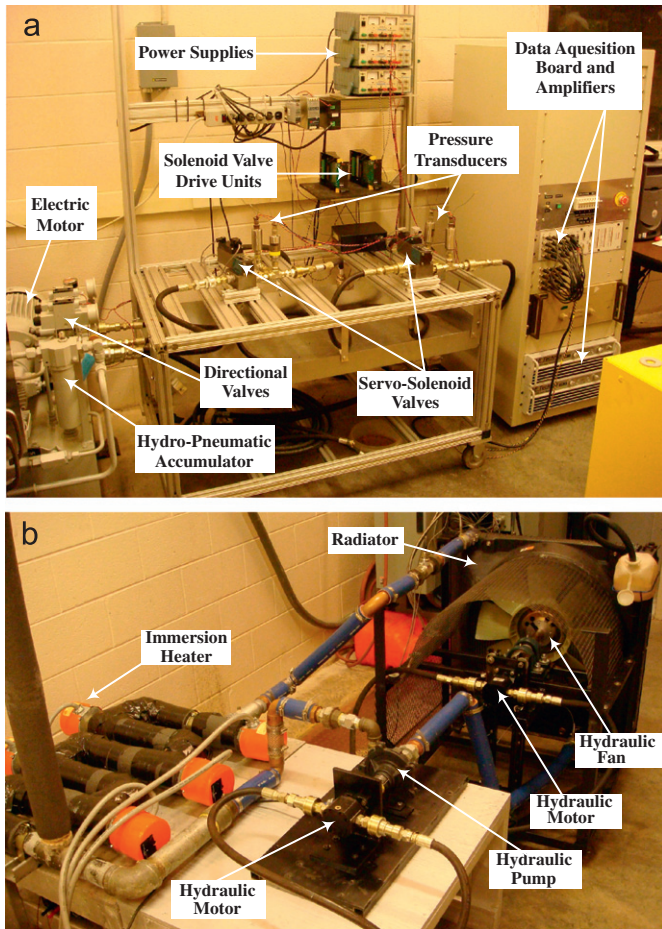 a
Power Supplies
Data Aquesition
Board and
Amplifiers
Pressure
Transducers
Solenoid Valve
Drive Units
Electric
Motor
Directional
Valves
Servo-Solenoid
Valves
Hydro-Pneumatic
Accumulator
b
Radiator
Immersion
Heater
Hydraulic
Fan
Hydraulic
Motor
Hydraulic
Pump
Hydraulic
Motor